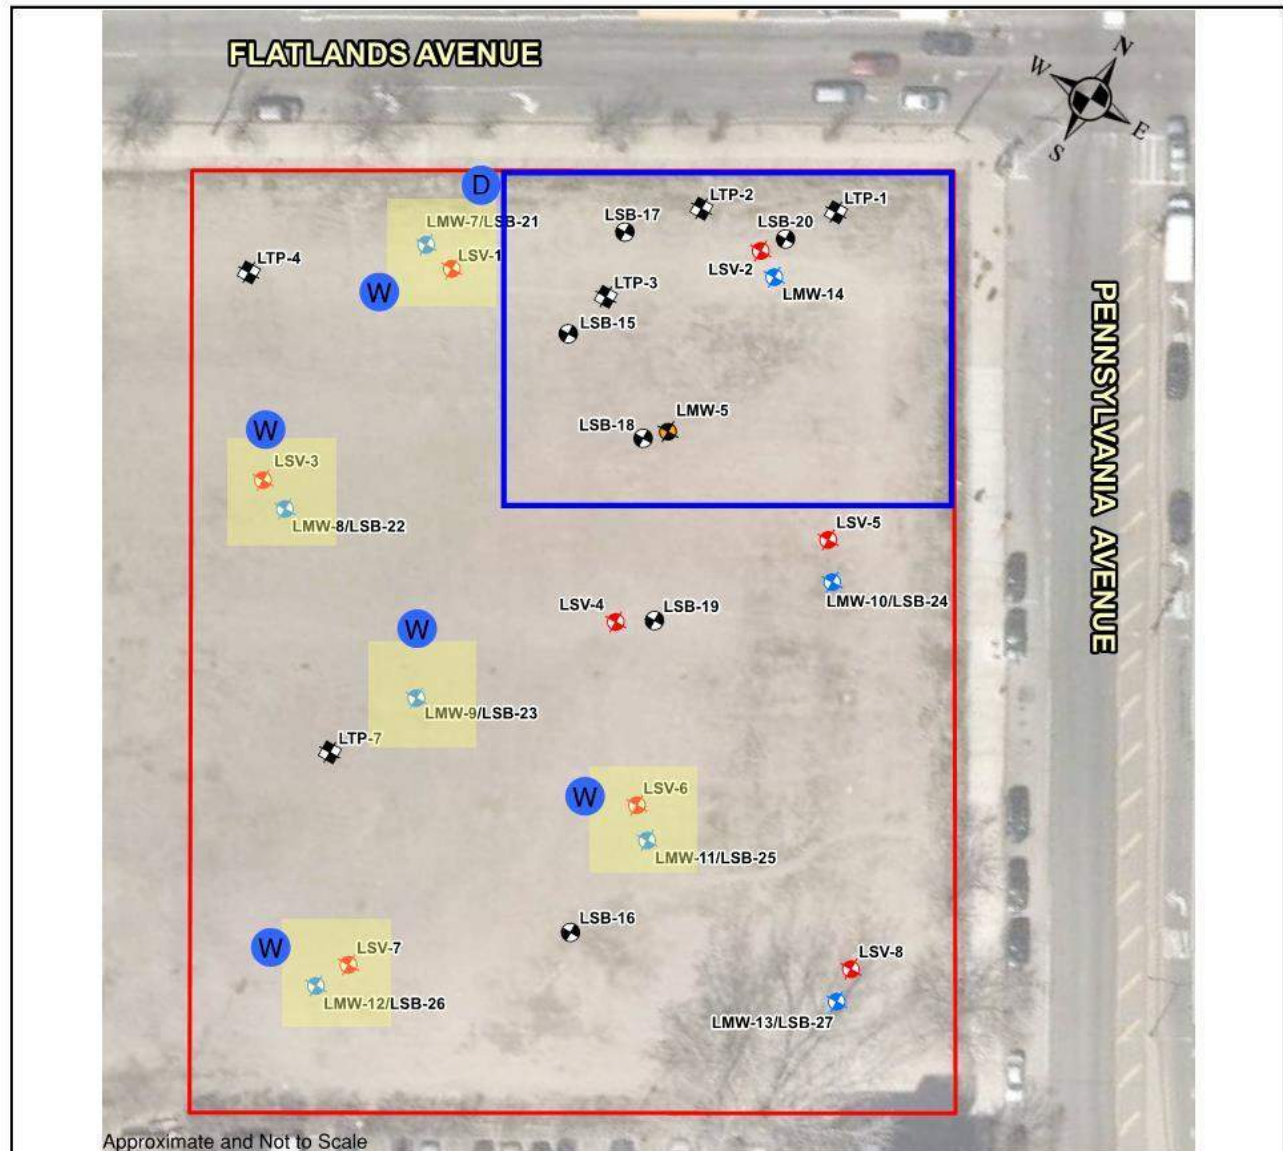 FLATLANDS AVENUE
N
W
E
S
D
LTP-2
LTP-1
LMW-7/LSB-21
LSB-17
LSB-20
LTP-4
LSV-1
LSV-2
W
LTP-3
LMW-14
LSB-15
PENNSYLVANIA AVENUE
LMW-5
LSB-18
W
LSV-3
LMW-8/LSB-22
LSV-5
LMW-10/LSB-24
LSV-4
LSB-19
W
LMW-9/LSB-23
LTP-7
W
LSV-6
LMW-11/LSB-25
LSB-16
W
LSV-7
LSV-8
LMW-12/LSB-26
LMW-13/LSB-27
Approximate and Not to Scale